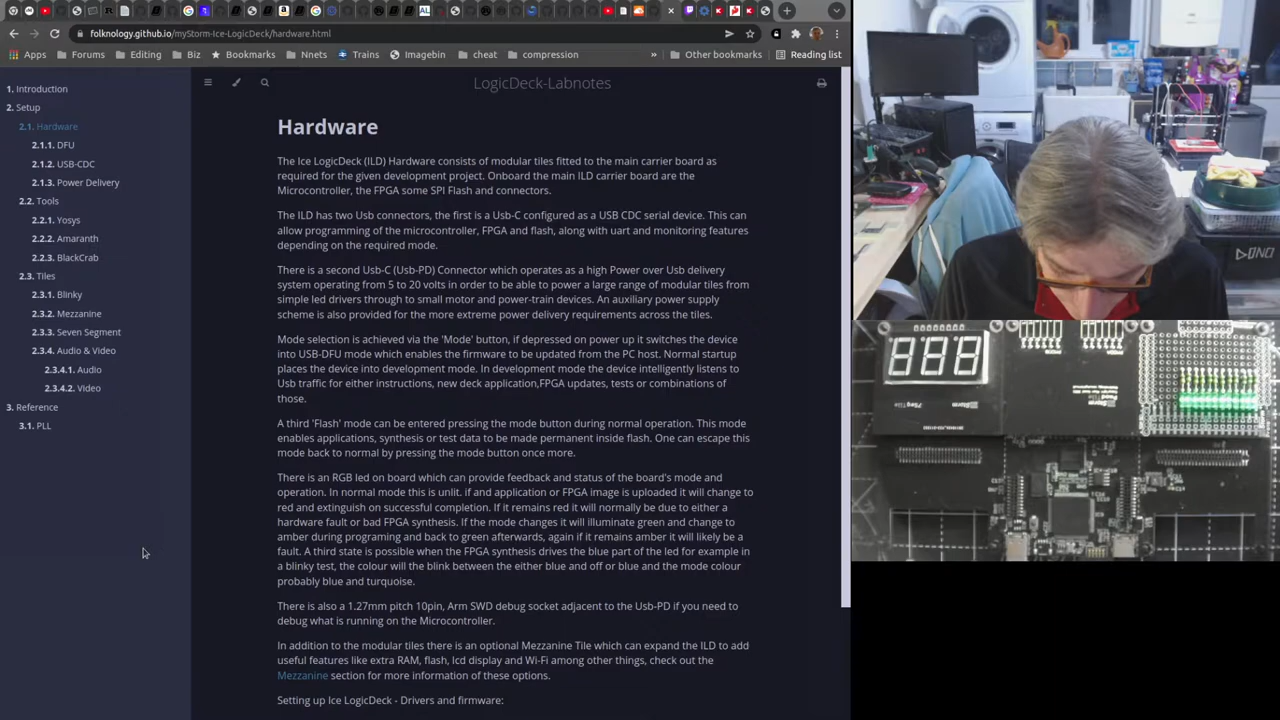 folknology.github.io/myStorm-Ice-LogicDeck/hardware.html
Apps Forums Editing Biz Bookmarks Nnets Trains Imagebin cheat compression » Other bookmarks Reading list
LogicDeck-Labnotes
1. Introduction
2. Setup
2.1. Hardware
2.1.1. DFU
2.1.2. USB-CDC
2.1.3. Power Delivery
2.2. Tools
2.2.1. Yosys
2.2.2. Amaranth
2.2.3. BlackCrab
2.3. Tiles
2.3.1. Blinky
2.3.2. Mezzanine
2.3.3. Seven Segment
2.3.4. Audio & Video
2.3.4.1. Audio
2.3.4.2. Video
3. Reference
3.1. PLL
Hardware
The Ice LogicDeck (ILD) Hardware consists of modular tiles fitted to the main carrier board as
required for the given development project. Onboard the main ILD carrier board are the
Microcontroller, the FPGA some SPI Flash and connectors.
The ILD has two Usb connectors, the first is a Usb-C configured as a USB CDC serial device. This can
allow programming of the microcontroller, FPGA and flash, along with uart and monitoring features
depending on the required mode.
There is a second Usb-C (Usb-PD) Connector which operates as a high Power over Usb delivery
system operating from 5 to 20 volts in order to be able to power a large range of modular tiles from
simple led drivers through to small motor and power-train devices. An auxiliary power supply
scheme is also provided for the more extreme power delivery requirements across the tiles.
Mode selection is achieved via the 'Mode' button, if depressed on power up it switches the device
into USB-DFU mode which enables the firmware to be updated from the PC host. Normal startup
places the device into development mode. In development mode the device intelligently listens to
Usb traffic for either instructions, new deck application,FPGA updates, tests or combinations of
those.
A third 'Flash' mode can be entered pressing the mode button during normal operation. This mode
enables applications, synthesis or test data to be made permanent inside flash. One can escape this
mode back to normal by pressing the mode button once more.
There is an RGB led on board which can provide feedback and status of the board's mode and
operation. In normal mode this is unlit. if and application or FPGA image is uploaded it will change to
red and extinguish on successful completion. If it remains red it will normally be due to either a
hardware fault or bad FPGA synthesis. If the mode changes it will illuminate green and change to
amber during programing and back to green afterwards, again if it remains amber it will likely be a
fault. A third state is possible when the FPGA synthesis drives the blue part of the led for example in
a blinky test, the colour will the blink between the either blue and off or blue and the mode colour
probably blue and turquoise.
There is also a 1.27mm pitch 10pin, Arm SWD debug socket adjacent to the Usb-PD if you need to
debug what is running on the Microcontroller.
In addition to the modular tiles there is an optional Mezzanine Tile which can expand the ILD to add
useful features like extra RAM, flash, lcd display and Wi-Fi among other things, check out the
Mezzanine section for more information of these options.
Setting up Ice LogicDeck - Drivers and firmware: